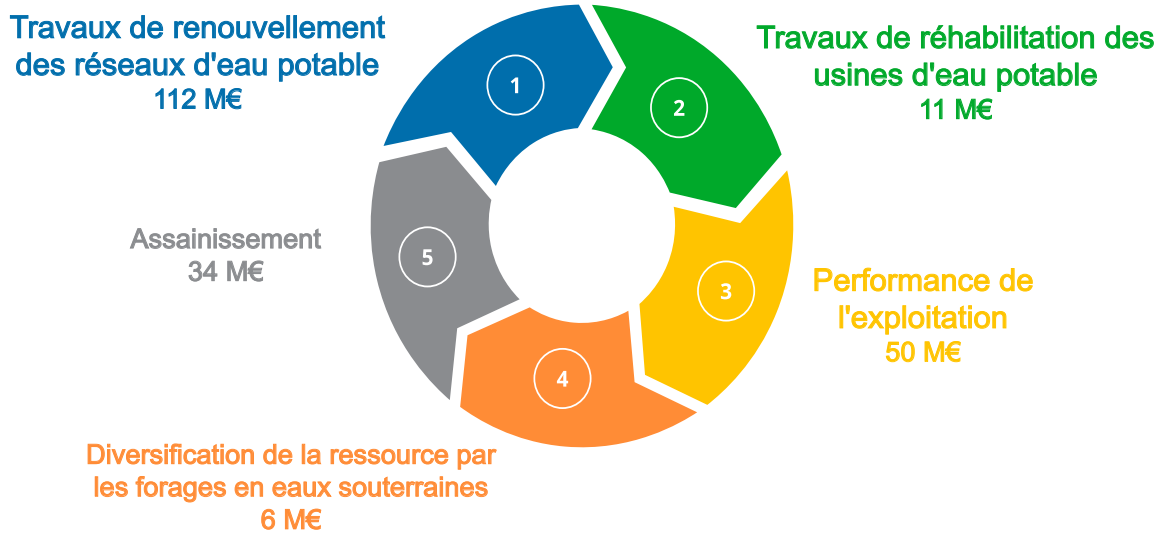 Travaux de renouvellement
des réseaux d'eau potable
112 M€
1
Travaux de réhabilitation des
usines d'eau potable
11 M€
2
Performance de
l'exploitation
50 M€
3
Diversification de la ressource par
les forages en eaux souterraines
6 M€
4
Assainissement
34 M€
5